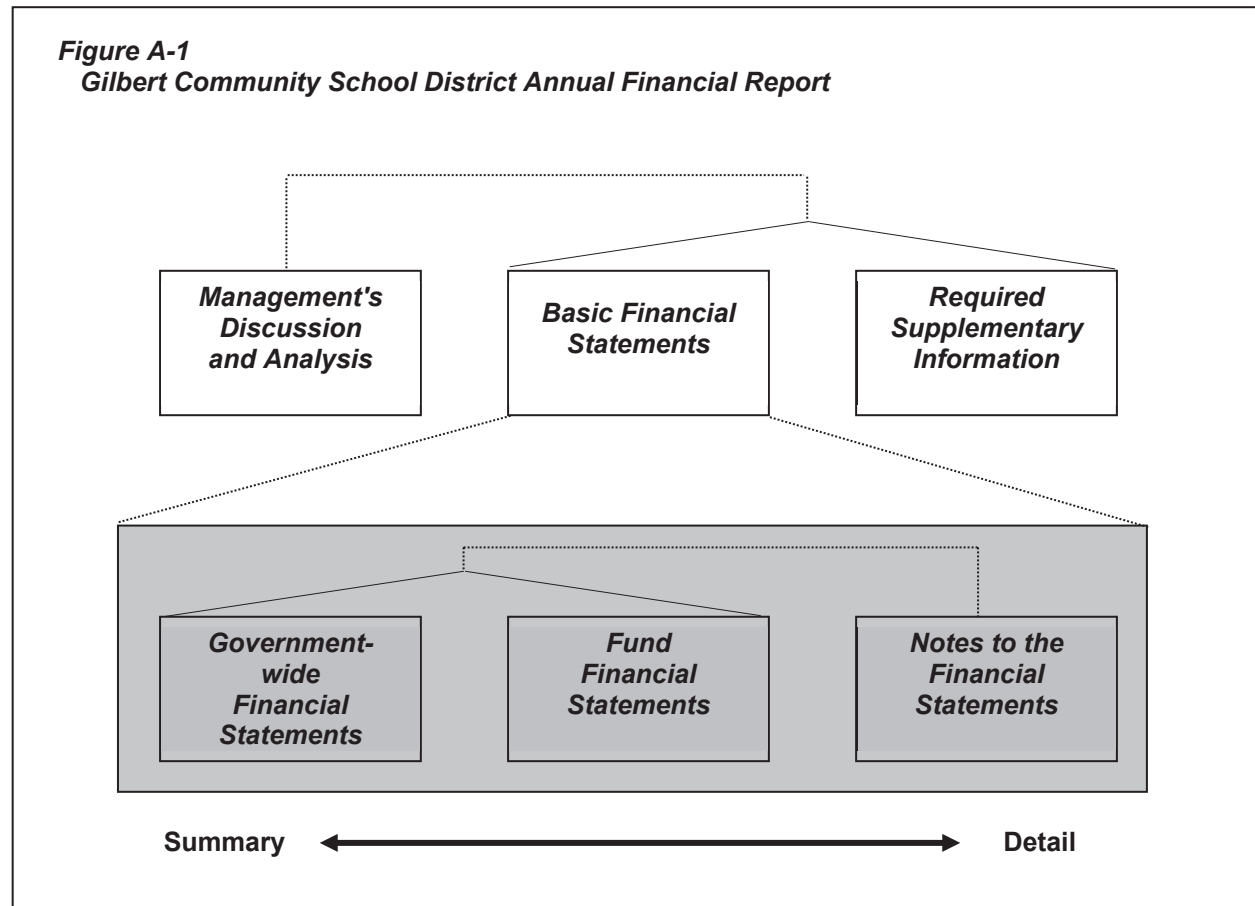 Figure A-1
Gilbert Community School District Annual Financial Report
Management's
Discussion
and Analysis
Basic Financial
Statements
Required
Supplementary
Information
Government-
wide
Financial
Statements
Fund
Financial
Statements
Notes to the
Financial
Statements
Summary
Detail